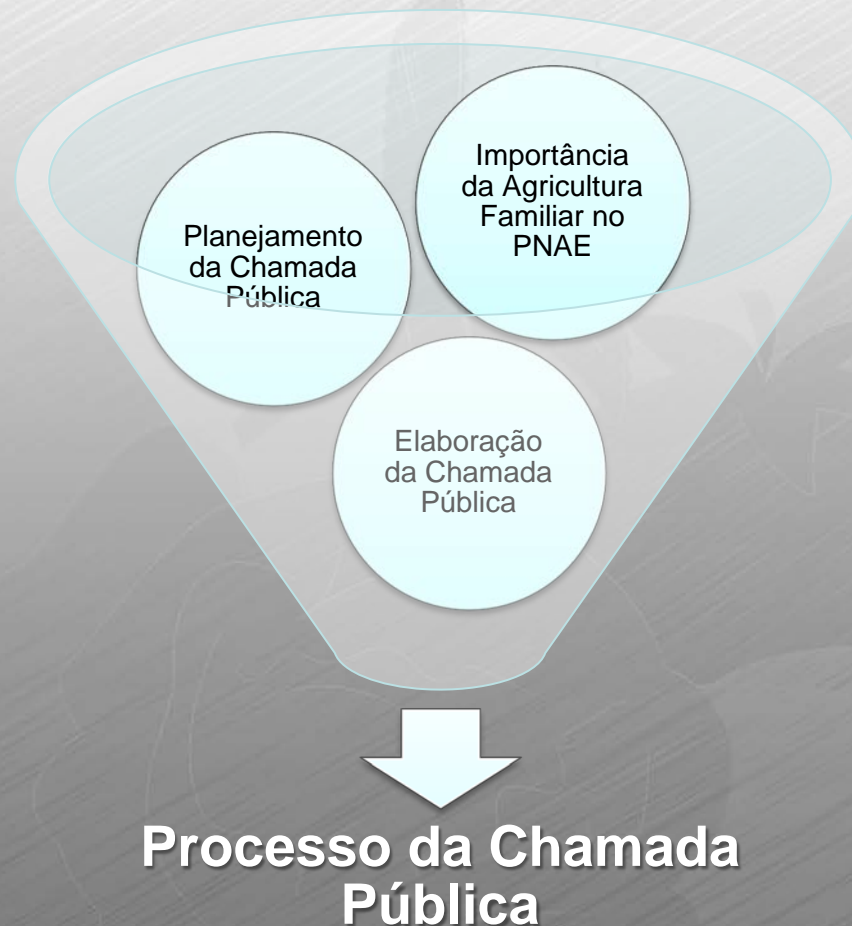 Importância
da Agricultura
Familiar no
PNAE
Planejamento
da Chamada
Pública
Elaboração
da Chamada
Pública
Processo da Chamada
Pública